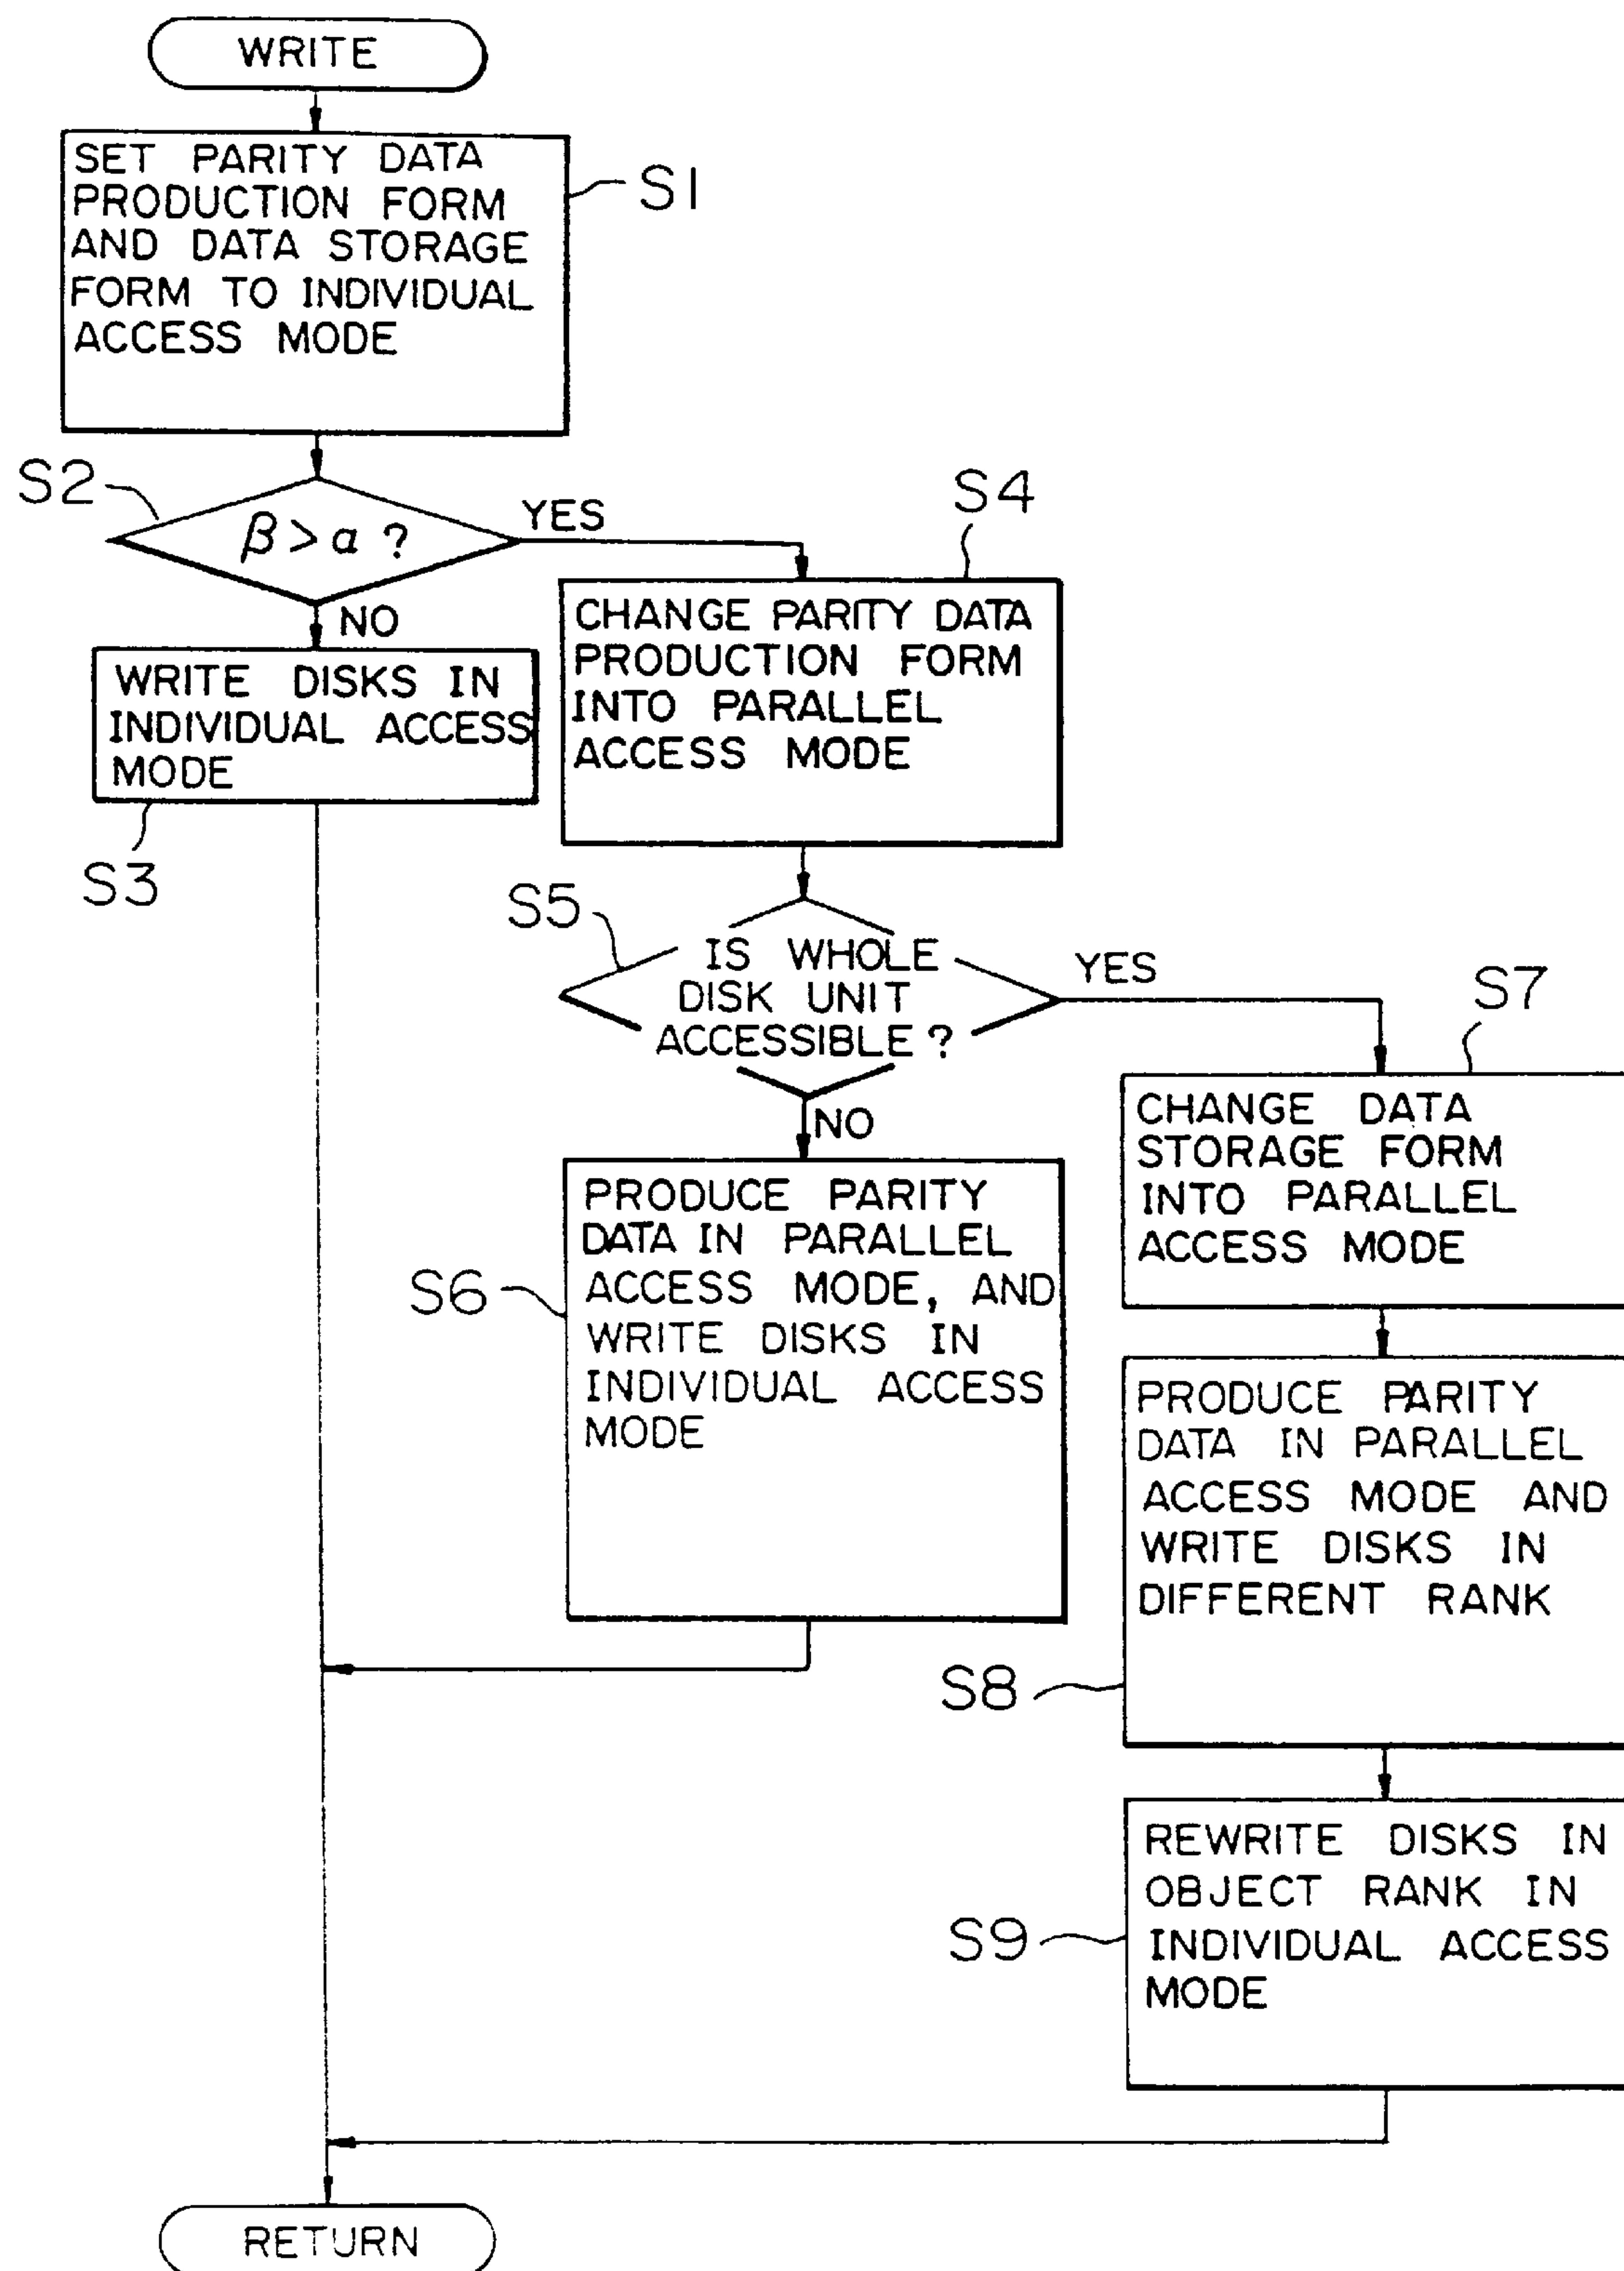 WRITE
SET PARITY DATA
PRODUCTION FORM
AND DATA STORAGE
FORM TO INDIVIDUAL
ACCESS MODE
S1
S2
β>α ?
YES
NO
WRITE DISKS IN
INDIVIDUAL ACCESS
MODE
S3
S4
CHANGE PARITY DATA
PRODUCTION FORM
INTO PARALLEL
ACCESS MODE
S5
IS WHOLE
DISK UNIT
ACCESSIBLE ?
YES
NO
S6
PRODUCE PARITY
DATA IN PARALLEL
ACCESS MODE, AND
WRITE DISKS IN
INDIVIDUAL ACCESS
MODE
S7
CHANGE DATA
STORAGE FORM
INTO PARALLEL
ACCESS MODE
PRODUCE PARITY
DATA IN PARALLEL
ACCESS MODE AND
WRITE DISKS IN
DIFFERENT RANK
S8
REWRITE DISKS IN
OBJECT RANK IN
INDIVIDUAL ACCESS
MODE
S9
RETURN